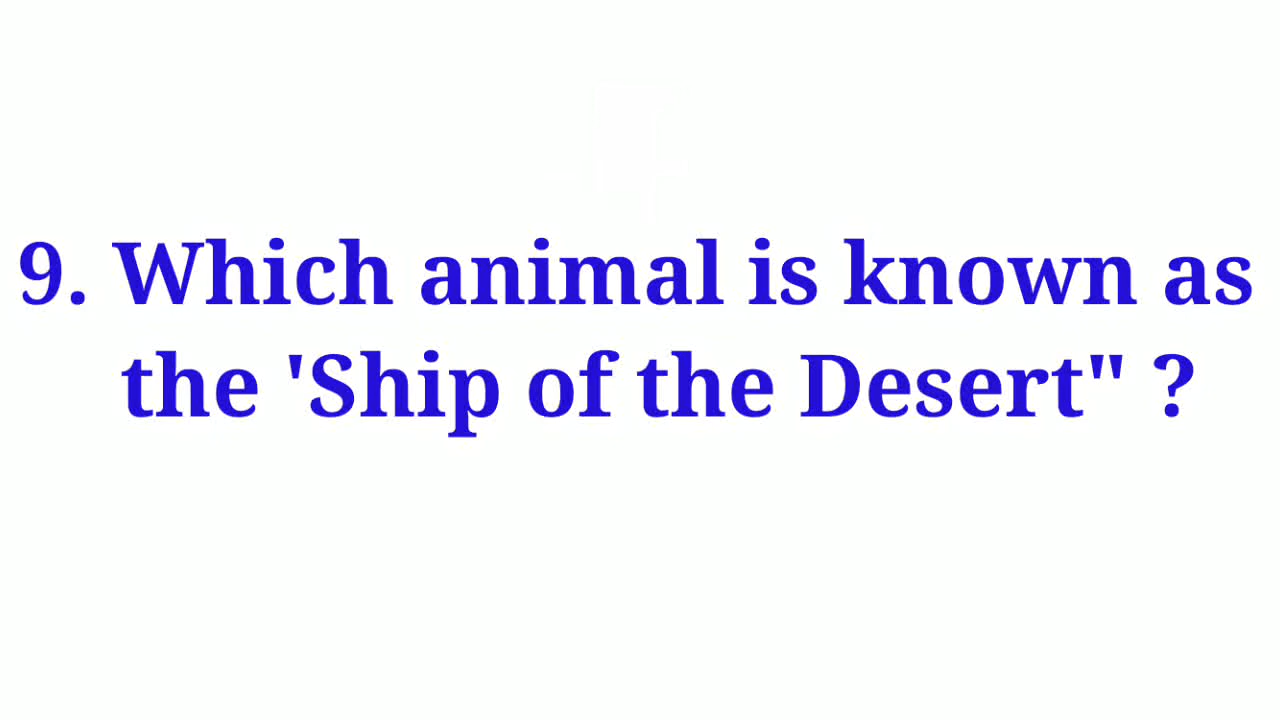 9. Which animal is known as
the 'Ship of the Desert" ?